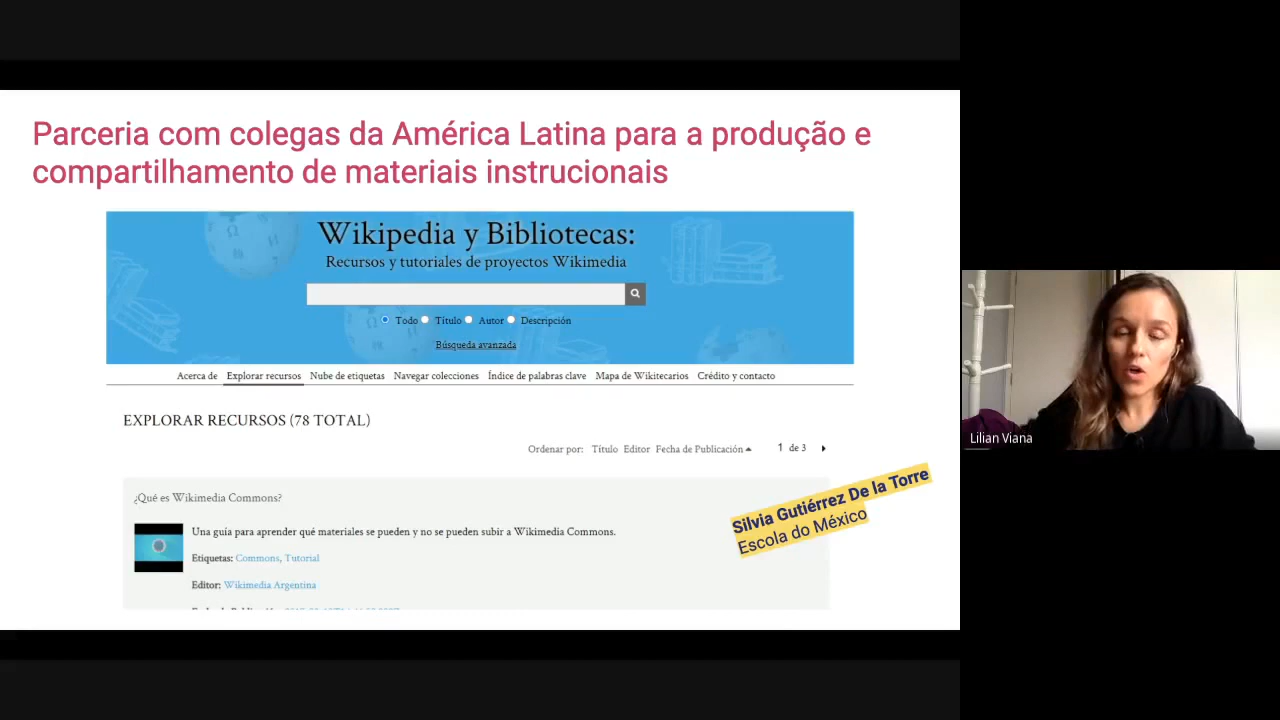 Parceria com colegas da América Latina para a produção e
compartilhamento de materiais instrucionais
Wikipedia y Bibliotecas:
Recursos y tutoriales de proyectos Wikimedia
Todo Título Autor Descripción
Búsqueda avanzada
Acerca de Explorar recursos Nube de etiquetas Navegar colecciones Índice de palabras clave Mapa de Wikitecarios Crédito y contacto
EXPLORAR RECURSOS (78 TOTAL)
Ordenar por: Título Editor Fecha de Publicación 1 de 3
¿Qué es Wikimedia Commons?
Una guía para aprender qué materiales se pueden y no se pueden subir a Wikimedia Commons.
Etiquetas: Commons, Tutorial
Editor: Wikimedia Argentina
Silvia Gutiérrez De la Torre
Escola do México
Lilian Viana